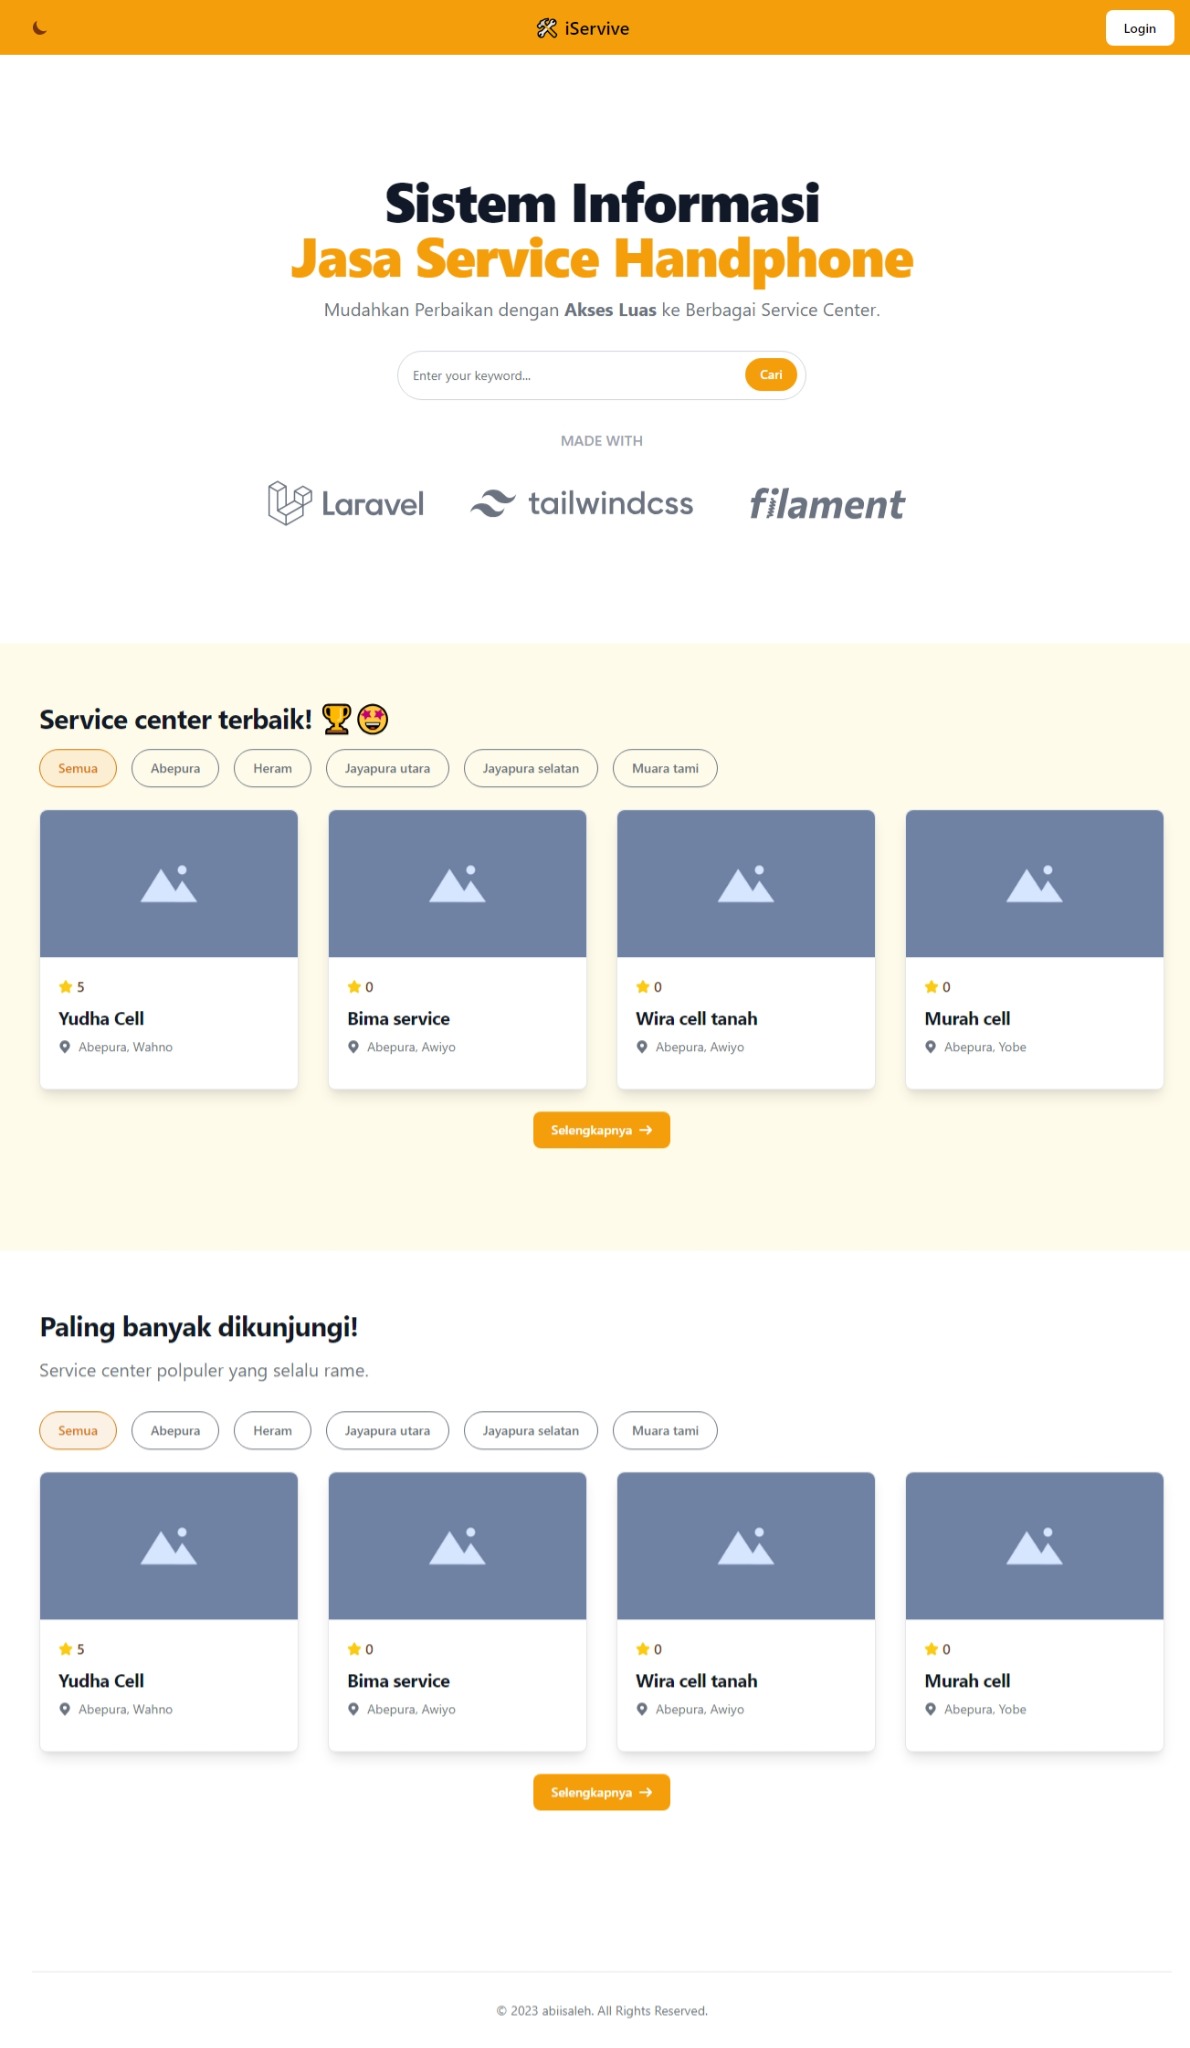 iServive
Login
Sistem Informasi
Jasa Service Handphone
Mudahkan Perbaikan dengan Akses Luas ke Berbagai Service Center.
Enter your keyword...
Cari
MADE WITH
Laravel
tailwindcss
filament
Service center terbaik! 🏆🤩
Semua
Abepura
Heram
Jayapura utara
Jayapura selatan
Muara tami
5
Yudha Cell
Abepura, Wahno
0
Bima service
Abepura, Awiyo
0
Wira cell tanah
Abepura, Awiyo
0
Murah cell
Abepura, Yobe
Selengkapnya →
Paling banyak dikunjungi!
Service center polpuler yang selalu rame.
Semua
Abepura
Heram
Jayapura utara
Jayapura selatan
Muara tami
5
Yudha Cell
Abepura, Wahno
0
Bima service
Abepura, Awiyo
0
Wira cell tanah
Abepura, Awiyo
0
Murah cell
Abepura, Yobe
Selengkapnya →
© 2023 abiisaleh. All Rights Reserved.